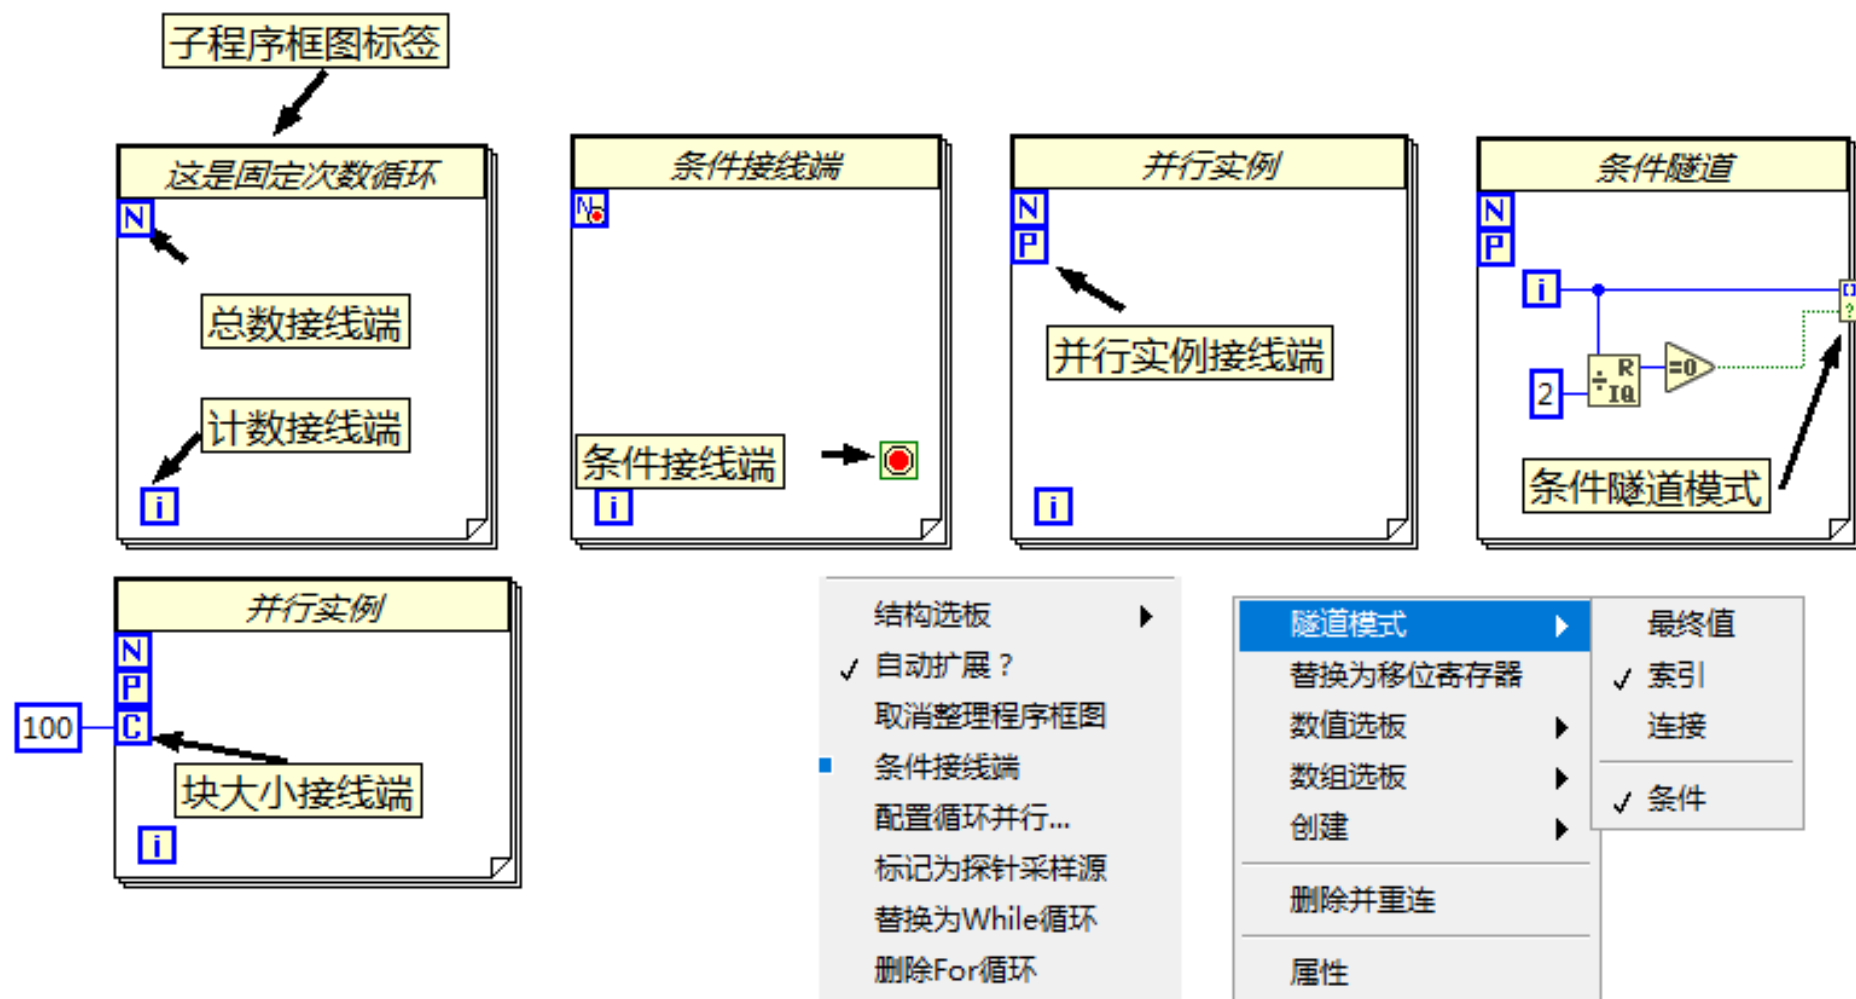 子程序框图标签
这是固定次数循环
N
总数接线端
计数接线端
i
条件接线端
N
条件接线端
i
并行实例
N
P
并行实例接线端
i
条件隧道
N
P
i
[]
?
R
÷
IQ
=0
2
条件隧道模式
并行实例
N
P
100
C
块大小接线端
i
结构选板
✓ 自动扩展？
取消整理程序框图
条件接线端
配置循环并行...
标记为探针采样源
替换为While循环
删除For循环
隧道模式
替换为移位寄存器
数值选板
数组选板
创建
删除并重连
属性
最终值
✓ 索引
连接
✓ 条件